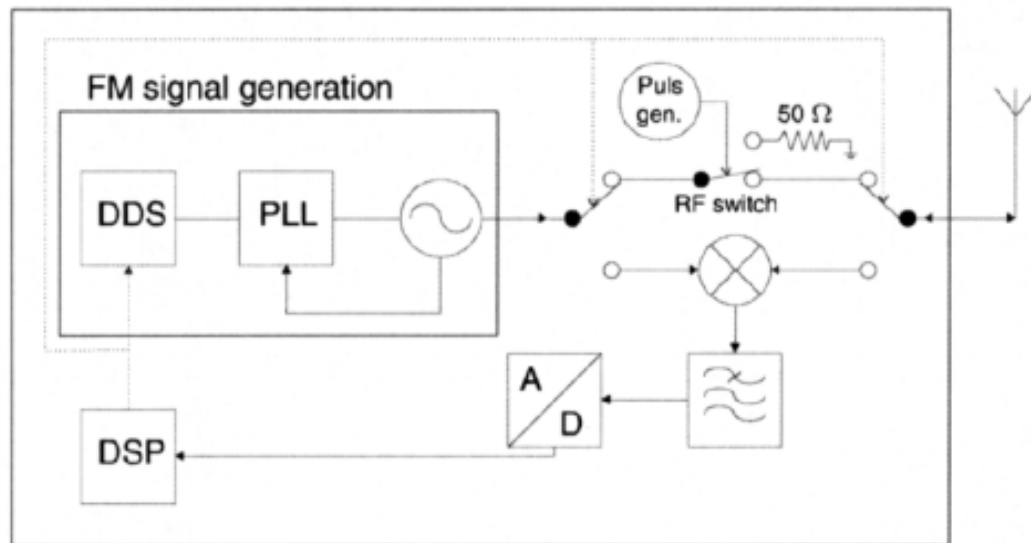 FM signal generation
Puls
gen.
50 Ω
DDS
PLL
RF switch
A
D
DSP